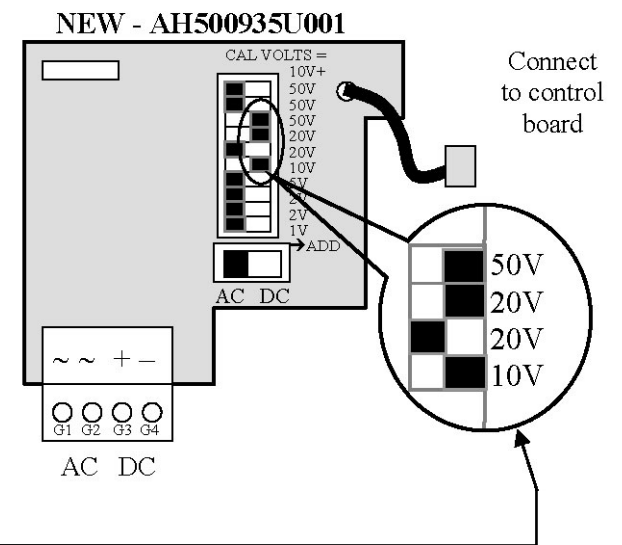 NEW - AH500935U001
CAL VOLTS =
10V+
50V
50V
50V
20V
20V
10V
5V
2V
2V
1V
→ADD
AC DC
Connect
to control
board
50V
20V
20V
10V
~ ~ + –
G1 G2 G3 G4
AC DC